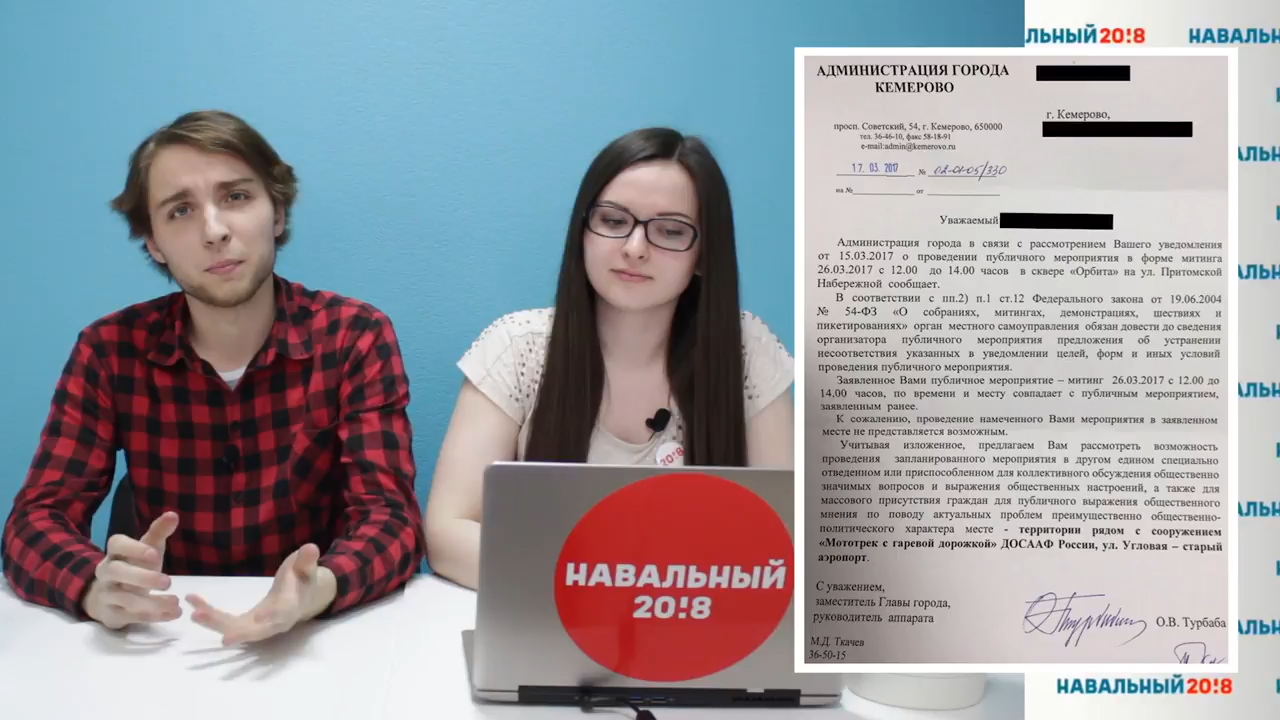 АЛЬНЫЙ20!8 НАВАЛЬН
АДМИНИСТРАЦИЯ ГОРОДА
КЕМЕРОВО
просп. Советский, 54, г. Кемерово, 650000
тел. 36-46-10, факс 58-18-91
e-mail:admin@kemerovo.ru
17. 03. 2017 № 02-01-05/330
на № от
г. Кемерово,
Уважаемый
Администрация города в связи с рассмотрением Вашего уведомления
от 15.03.2017 о проведении публичного мероприятия в форме митинга
26.03.2017 с 12.00 до 14.00 часов в сквере «Орбита» на ул. Притомской
Набережной сообщает.
В соответствии с пп.2) п.1 ст.12 Федерального закона от 19.06.2004
№ 54-ФЗ «О собраниях, митингах, демонстрациях, шествиях и
пикетированиях» орган местного самоуправления обязан довести до сведения
организатора публичного мероприятия предложения об устранении
несоответствия указанных в уведомлении целей, форм и иных условий
проведения публичного мероприятия.
Заявленное Вами публичное мероприятие – митинг 26.03.2017 с 12.00 до
14.00 часов, по времени и месту совпадает с публичным мероприятием,
заявленным ранее.
К сожалению, проведение намеченного Вами мероприятия в заявленном
месте не представляется возможным.
Учитывая изложенное, предлагаем Вам рассмотреть возможность
проведения запланированного мероприятия в другом едином специально
отведенном или приспособленном для коллективного обсуждения общественно
значимых вопросов и выражения общественных настроений, а также для
массового присутствия граждан для публичного выражения общественного
мнения по поводу актуальных проблем преимущественно общественно-
политического характера месте - территории рядом с сооружением
«Мототрек с гаревой дорожкой» ДОСААФ России, ул. Угловая – старый
аэропорт.
С уважением,
заместитель Главы города,
руководитель аппарата
О.В. Турбаба
М.Д. Ткачев
36-50-15
20!8
НАВАЛЬНЫЙ
20!8
НАВАЛЬНЫЙ20!8